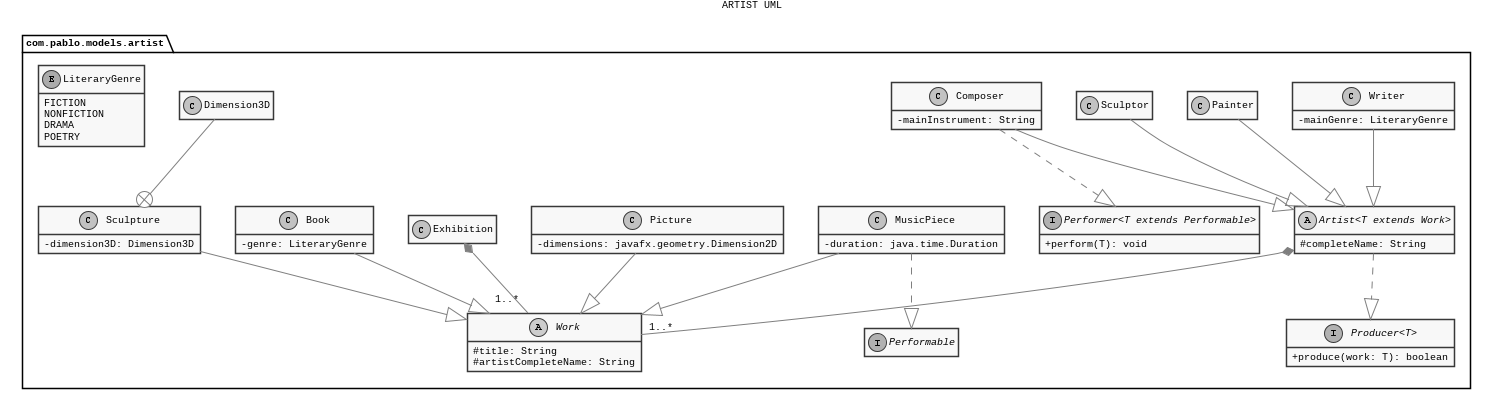 ARTIST UML
com.pablo.models.artist
E LiteraryGenre
FICTION
NONFICTION
DRAMA
POETRY
C Dimension3D
C Composer
-mainInstrument: String
C Sculptor
C Painter
C Writer
-mainGenre: LiteraryGenre
C Sculpture
-dimension3D: Dimension3D
C Book
-genre: LiteraryGenre
C Exhibition
C Picture
-dimensions: javafx.geometry.Dimension2D
C MusicPiece
-duration: java.time.Duration
I Performer<T extends Performable>
+perform(T): void
A Artist<T extends Work>
#completeName: String
1..*
1..*
A Work
#title: String
#artistCompleteName: String
I Performable
I Producer<T>
+produce(work: T): boolean